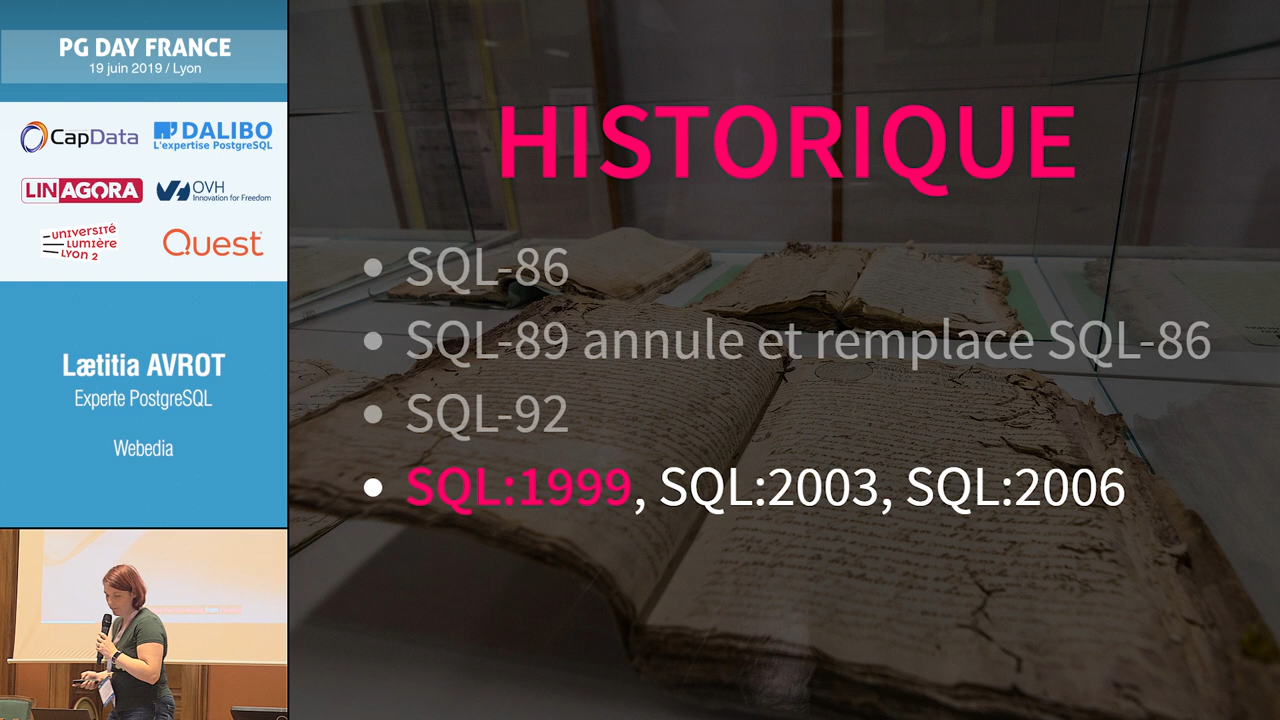 PG DAY FRANCE
19 juin 2019 / Lyon
CapData
DALIBO
L'expertise PostgreSQL
LINAGORA
OVH
Innovation for Freedom
UNIVERSITÉ
LUMIÈRE
LYON 2
Quest
Lætitia AVROT
Experte PostgreSQL
Webedia
HISTORIQUE
• SQL-86
• SQL-89 annule et remplace SQL-86
• SQL-92
• SQL:1999, SQL:2003, SQL:2006